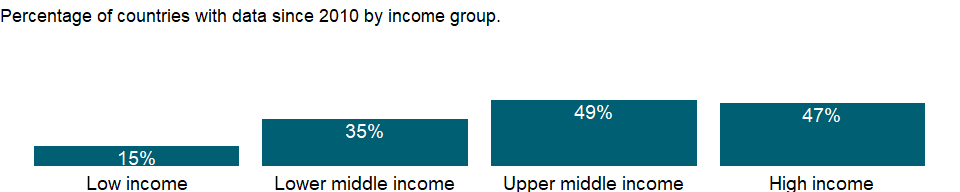 Percentage of countries with data since 2010 by income group.
15%
35%
49%
47%
Low income
Lower middle income
Upper middle income
High income